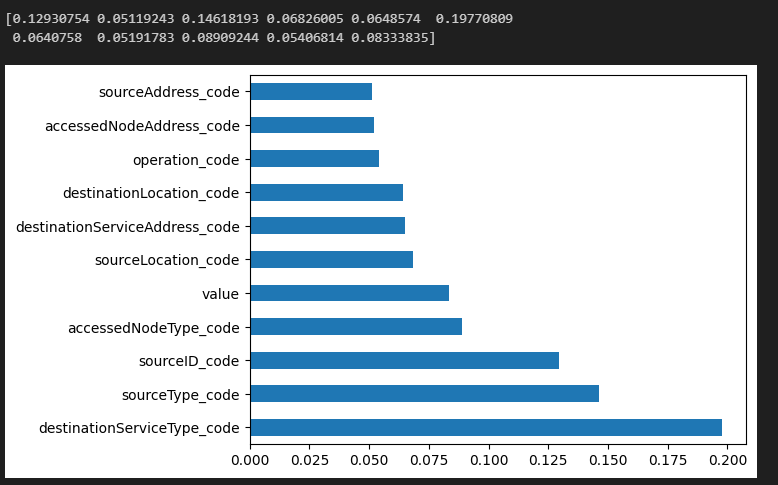 [0.12930754 0.05119243 0.14618193 0.06826005 0.0648574  0.19770809
 0.0640758  0.05191783 0.08909244 0.05406814 0.08333835]
sourceAddress_code
accessedNodeAddress_code
operation_code
destinationLocation_code
destinationServiceAddress_code
sourceLocation_code
value
accessedNodeType_code
sourceID_code
sourceType_code
destinationServiceType_code
0.000 0.025 0.050 0.075 0.100 0.125 0.150 0.175 0.200